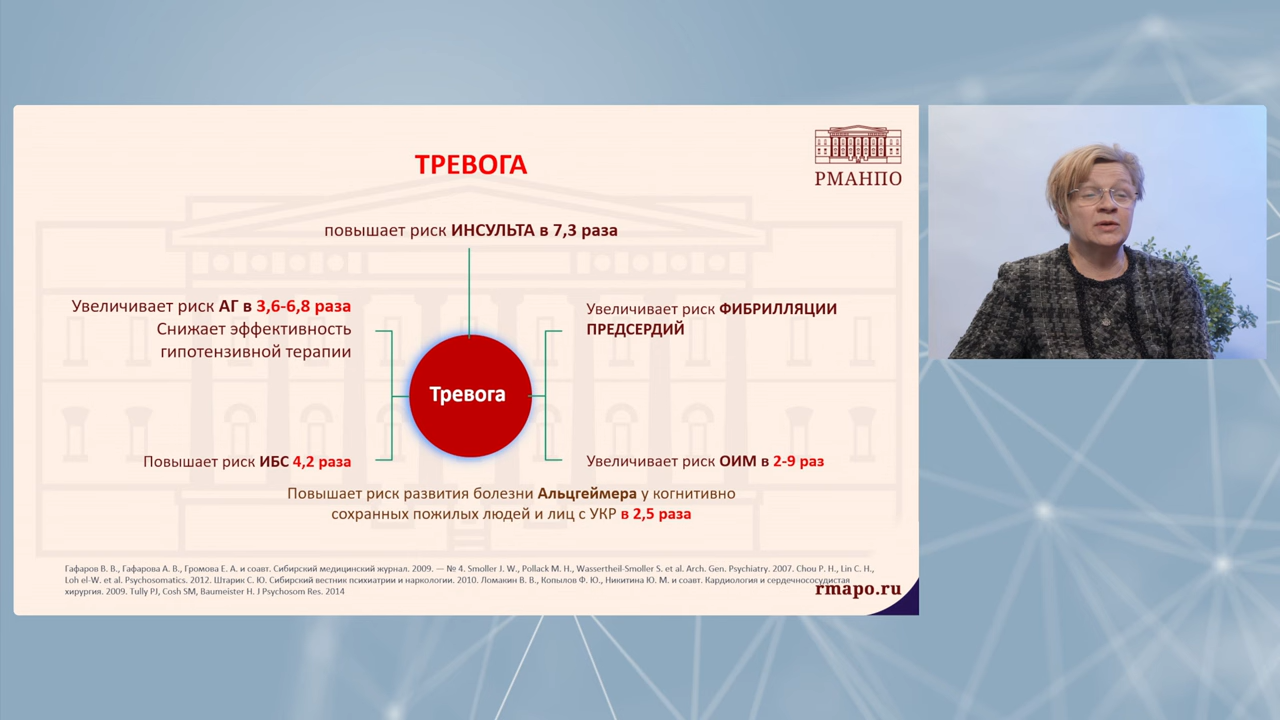 ТРЕВОГА
РМАНПО
повышает риск ИНСУЛЬТА в 7,3 раза
Увеличивает риск АГ в 3,6-6,8 раза
Снижает эффективность
гипотензивной терапии
Увеличивает риск ФИБРИЛЛЯЦИИ
ПРЕДСЕРДИЙ
Тревога
Повышает риск ИБС 4,2 раза
Увеличивает риск ОИМ в 2-9 раз
Повышает риск развития болезни Альцгеймера у когнитивно
сохранных пожилых людей и лиц с УКР в 2,5 раза
Гафаров В. В., Гафарова А. В., Громова Е. А. и соавт. Сибирский медицинский журнал. 2009. — № 4. Smoller J. W., Pollack M. H., Wassertheil-Smoller S. et al. Arch. Gen. Psychiatry. 2007. Chou P. H., Lin C. H.,
Loh el-W. et al. Psychosomatics. 2012. Штарик С. Ю. Сибирский вестник психиатрии и наркологии. 2010. Ломакин В. В., Копылов Ф. Ю., Никитина Ю. М. и соавт. Кардиология и сердечнососудистая
хирургия. 2009. Tully PJ, Cosh SM, Baumeister H. J Psychosom Res. 2014
rmapo.ru